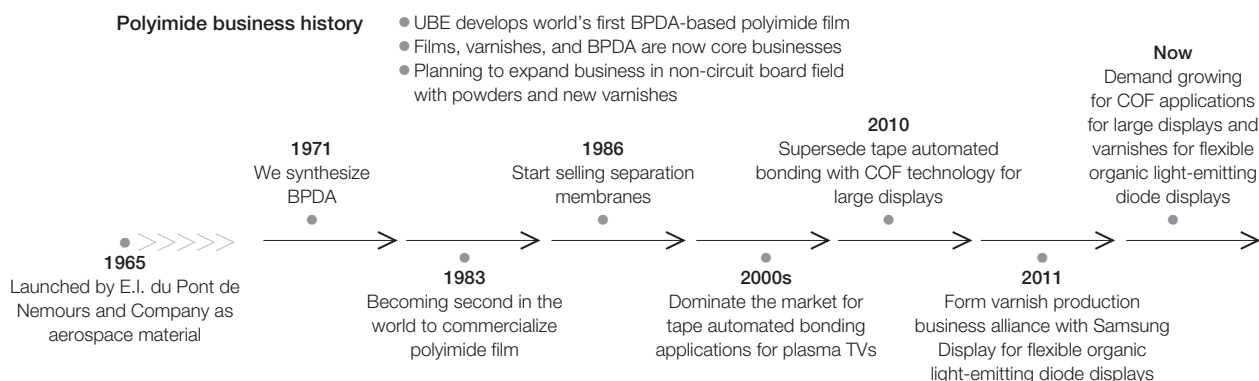 Polyimide business history
● UBE develops world's first BPDA-based polyimide film
● Films, varnishes, and BPDA are now core businesses
● Planning to expand business in non-circuit board field
with powders and new varnishes
1965
Launched by E.I. du Pont de
Nemours and Company as
aerospace material
1971
We synthesize
BPDA
1983
Becoming second in the
world to commercialize
polyimide film
1986
Start selling separation
membranes
2000s
Dominate the market for
tape automated bonding
applications for plasma TVs
2010
Supersede tape automated
bonding with COF technology for
large displays
2011
Form varnish production
business alliance with Samsung
Display for flexible organic
light-emitting diode displays
Now
Demand growing
for COF applications
for large displays and
varnishes for flexible
organic light-emitting
diode displays